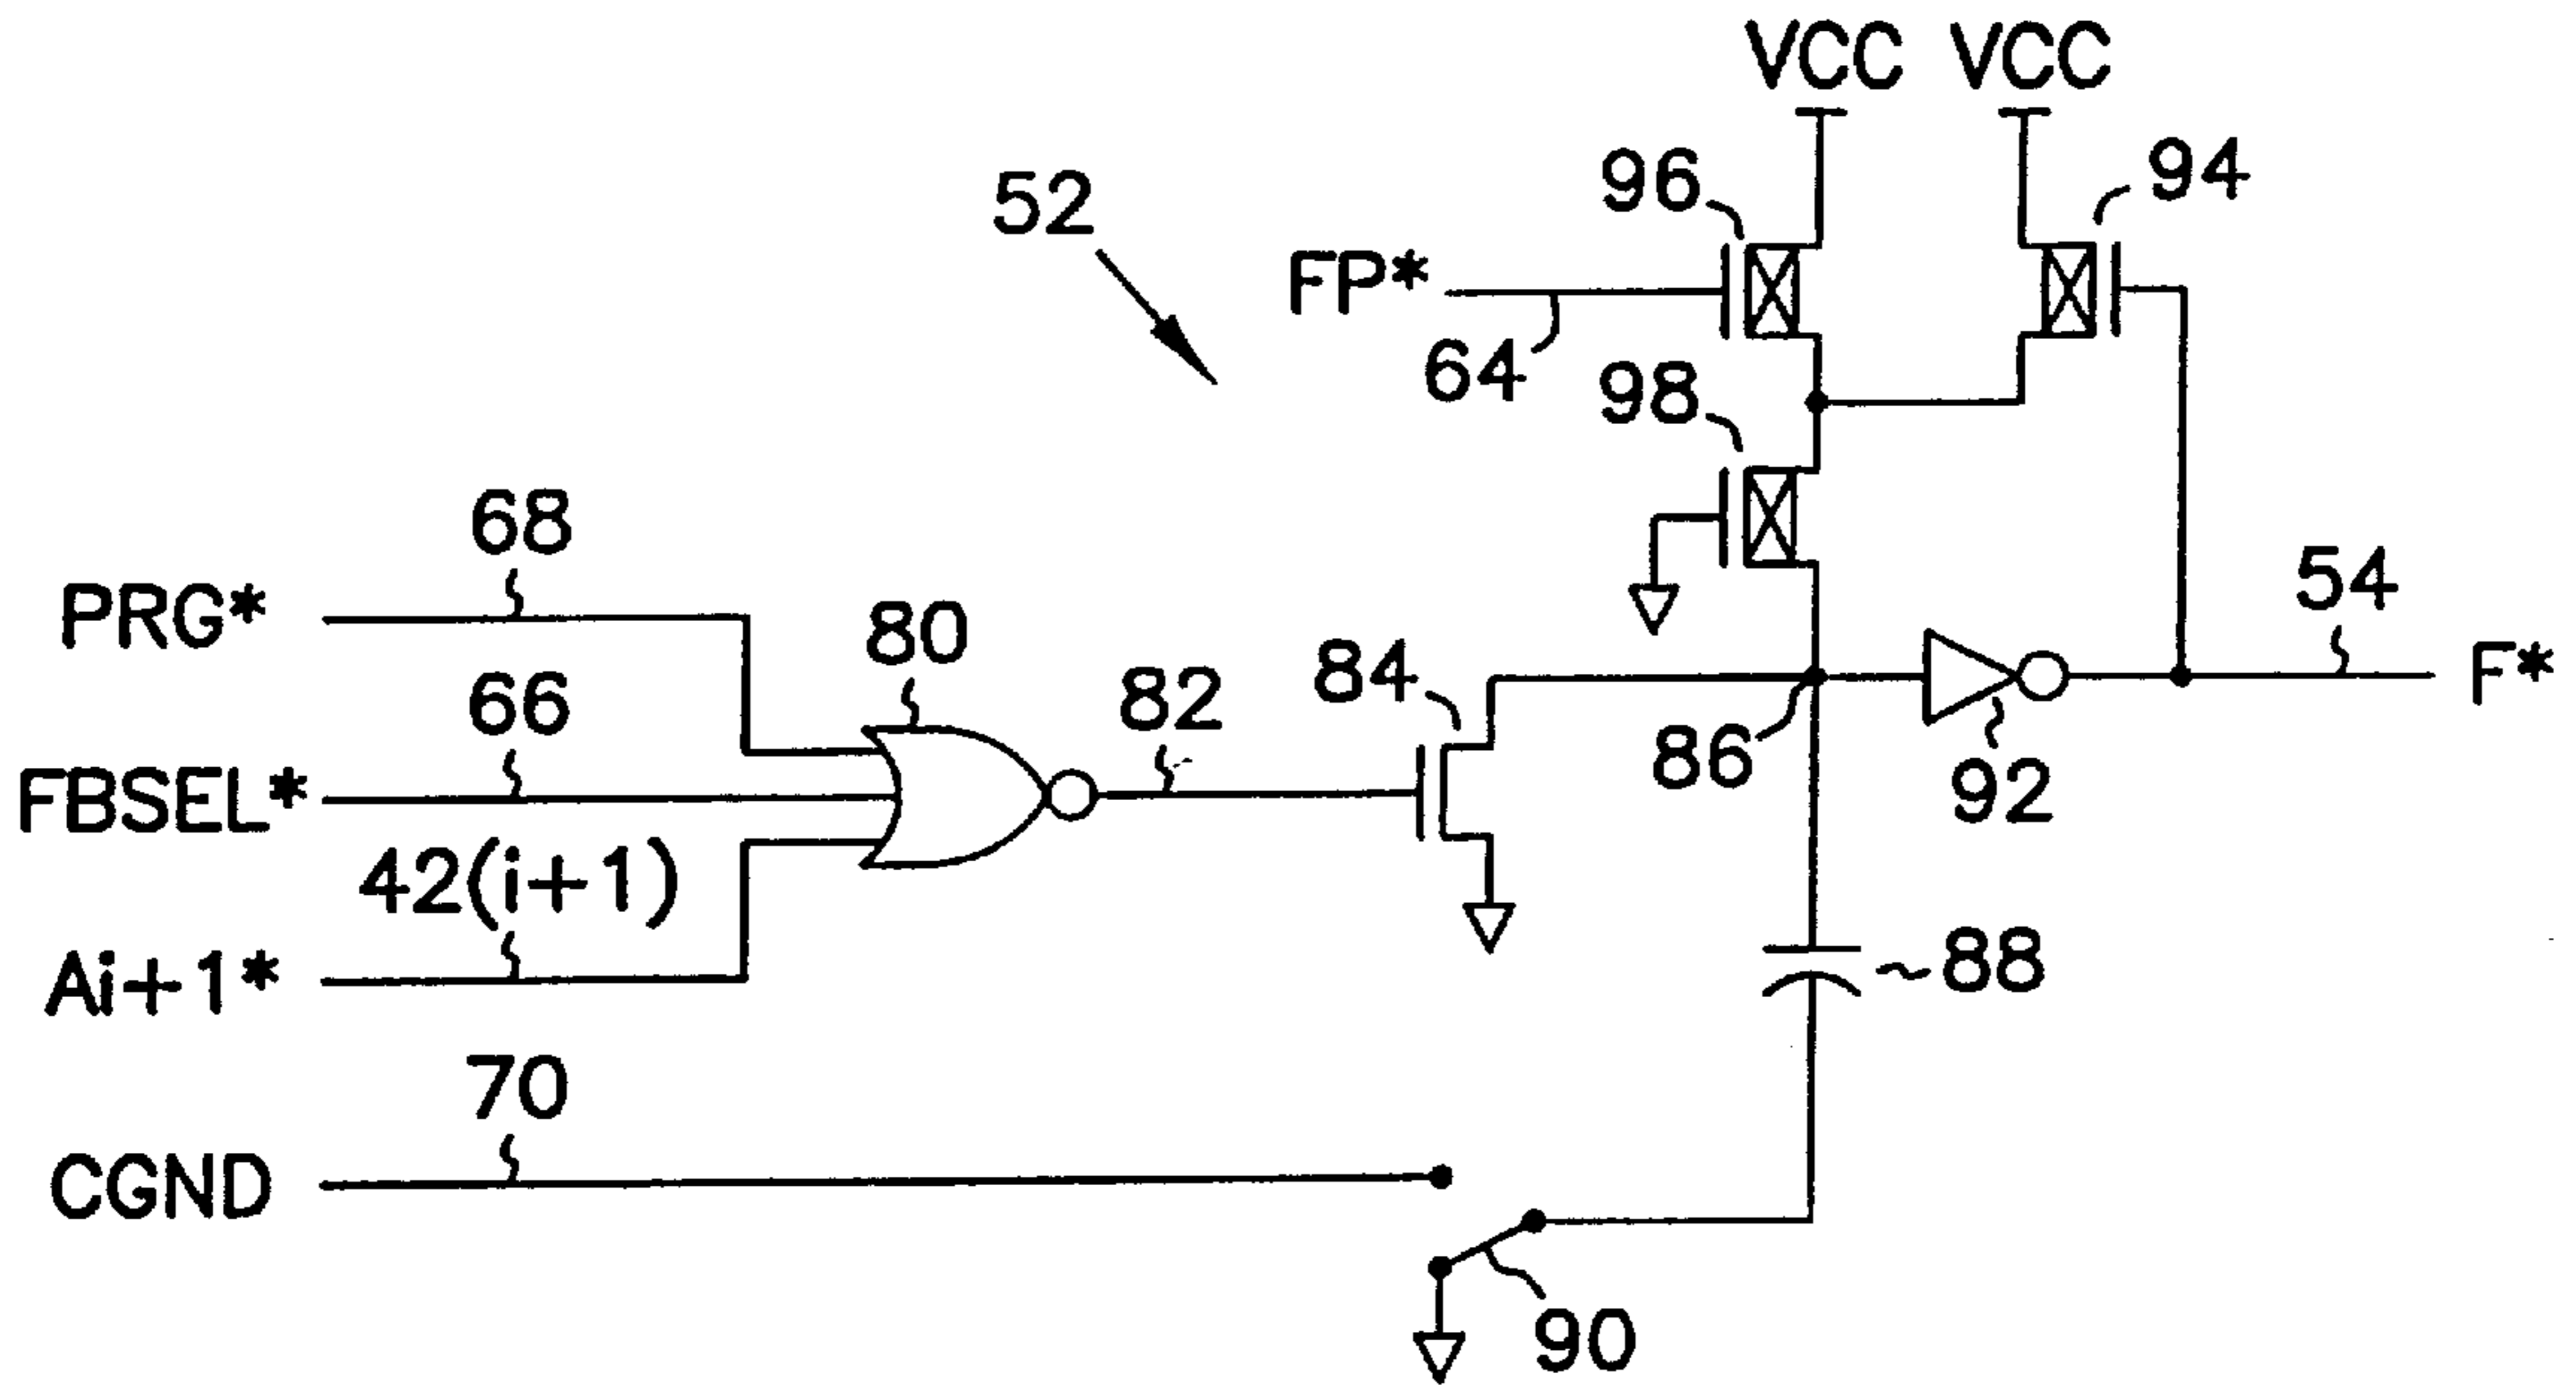 VCC VCC
96
94
52
FP*
64
98
68
PRG*
80
54
84
82
66
F*
86
92
FBSEL*
42(i+1)
88
Ai+1*
70
CGND
90